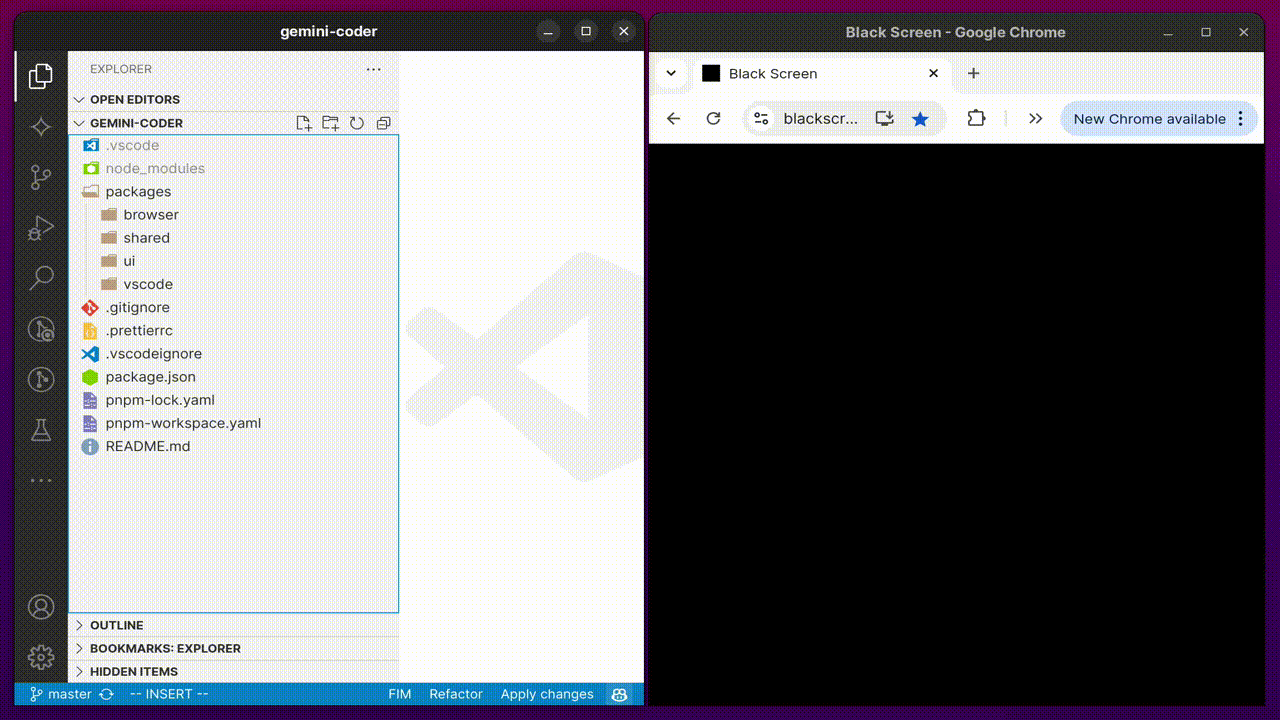 gemini-coder
EXPLORER
OPEN EDITORS
GEMINI-CODER
.vscode
node_modules
packages
browser
shared
ui
vscode
.gitignore
.prettierrc
.vscodeignore
package.json
pnpm-lock.yaml
pnpm-workspace.yaml
README.md
OUTLINE
BOOKMARKS: EXPLORER
HIDDEN ITEMS
master -- INSERT -- FIM Refactor Apply changes
Black Screen - Google Chrome
Black Screen
blackscr...
New Chrome available